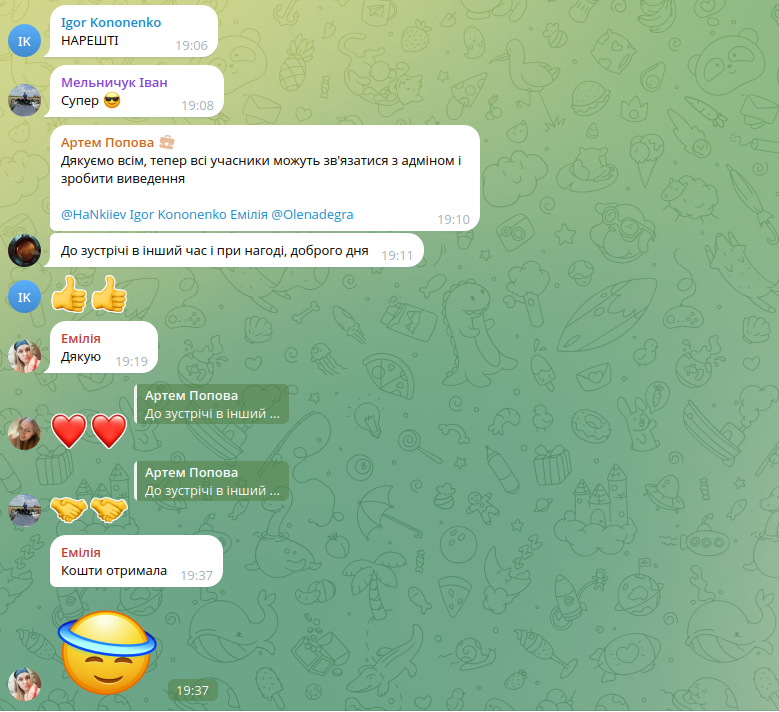 Igor Kononenko
IK
НАРЕШТІ
19:06
Мельничук Іван
Супер 😎
19:08
Артем Попова
Дякуємо всім, тепер всі учасники можуть зв'язатися з адміном і
зробити виведення
@HaNkiiev Igor Kononenko Емілія @Olenadegra
19:10
До зустрічі в інший час і при нагоді, доброго дня
19:11
IK
👍👍
Емілія
Дякую
19:19
Артем Попова
До зустрічі в інший ...
❤️❤️
Артем Попова
До зустрічі в інший ...
🤝🤝
Емілія
Кошти отримала
19:37
19:37